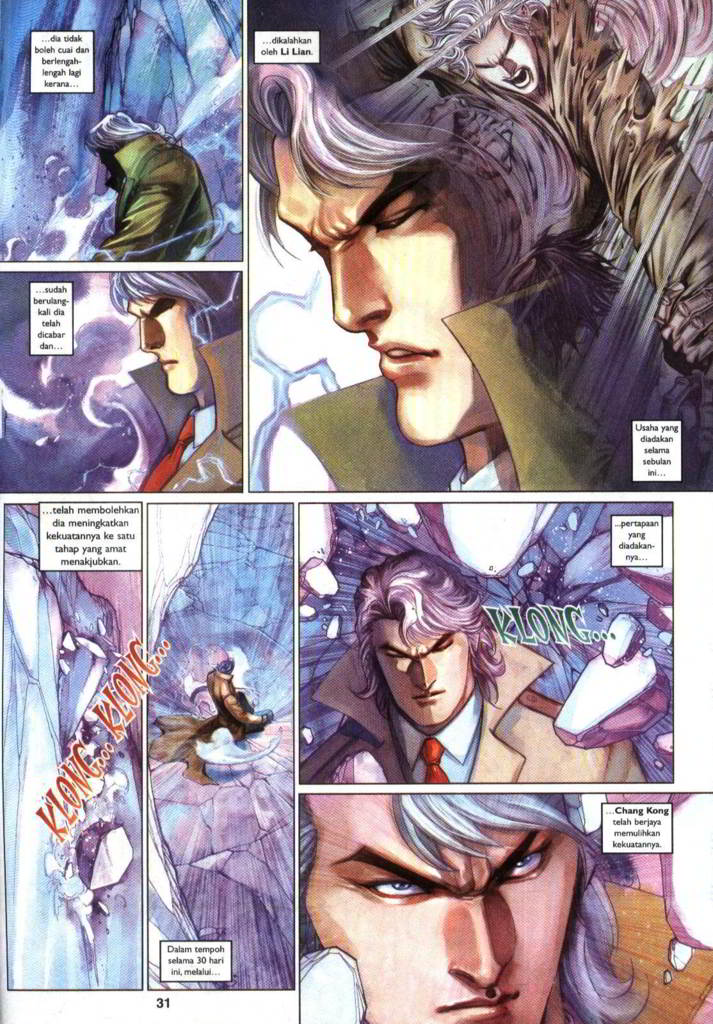 …dia tidak
boleh cuai dan
berlengah-
lengah lagi
kerana…
…sudah
berulang-
kali dia
telah
dicabar
dan…
…dikalahkan
oleh Li Lian.
Usaha yang
diadakan
selama
sebulan
ini…
…telah membolehkan
dia meningkatkan
kekuatannya ke satu
tahap yang amat
menakjubkan.
KLONG… KLONG…
Dalam tempoh
selama 30 hari
ini, melalui…
…pertapaan
yang
diadakan-
nya…
KLONG…
…Chang Kong
telah berjaya
memulihkan
kekuatannya.
31